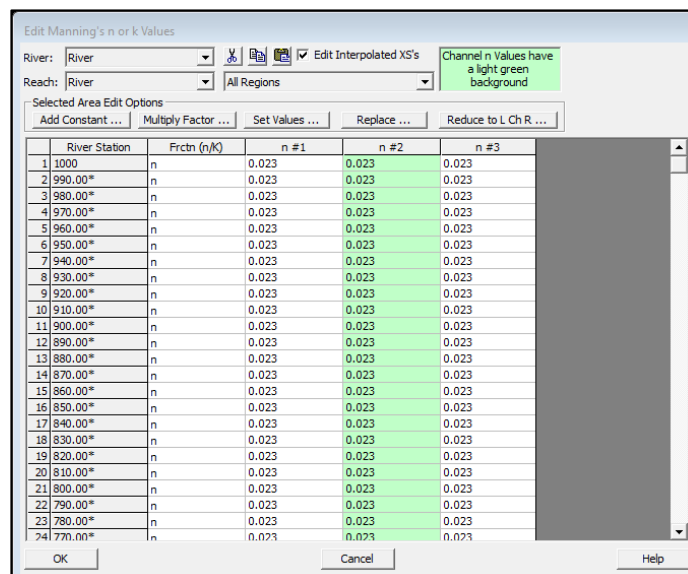 Edit Manning's n or k Values
River: River Edit Interpolated XS's Channel n Values have
a light green
background
Reach: River All Regions
Selected Area Edit Options
Add Constant ... Multiply Factor ... Set Values ... Replace ... Reduce to L Ch R ...
River Station Frctn (n/K) n #1 n #2 n #3
1 1000 n 0.023 0.023 0.023
2 990.00* n 0.023 0.023 0.023
3 980.00* n 0.023 0.023 0.023
4 970.00* n 0.023 0.023 0.023
5 960.00* n 0.023 0.023 0.023
6 950.00* n 0.023 0.023 0.023
7 940.00* n 0.023 0.023 0.023
8 930.00* n 0.023 0.023 0.023
9 920.00* n 0.023 0.023 0.023
10 910.00* n 0.023 0.023 0.023
11 900.00* n 0.023 0.023 0.023
12 890.00* n 0.023 0.023 0.023
13 880.00* n 0.023 0.023 0.023
14 870.00* n 0.023 0.023 0.023
15 860.00* n 0.023 0.023 0.023
16 850.00* n 0.023 0.023 0.023
17 840.00* n 0.023 0.023 0.023
18 830.00* n 0.023 0.023 0.023
19 820.00* n 0.023 0.023 0.023
20 810.00* n 0.023 0.023 0.023
21 800.00* n 0.023 0.023 0.023
22 790.00* n 0.023 0.023 0.023
23 780.00* n 0.023 0.023 0.023
24 770.00* n 0.023 0.023 0.023
OK Cancel Help